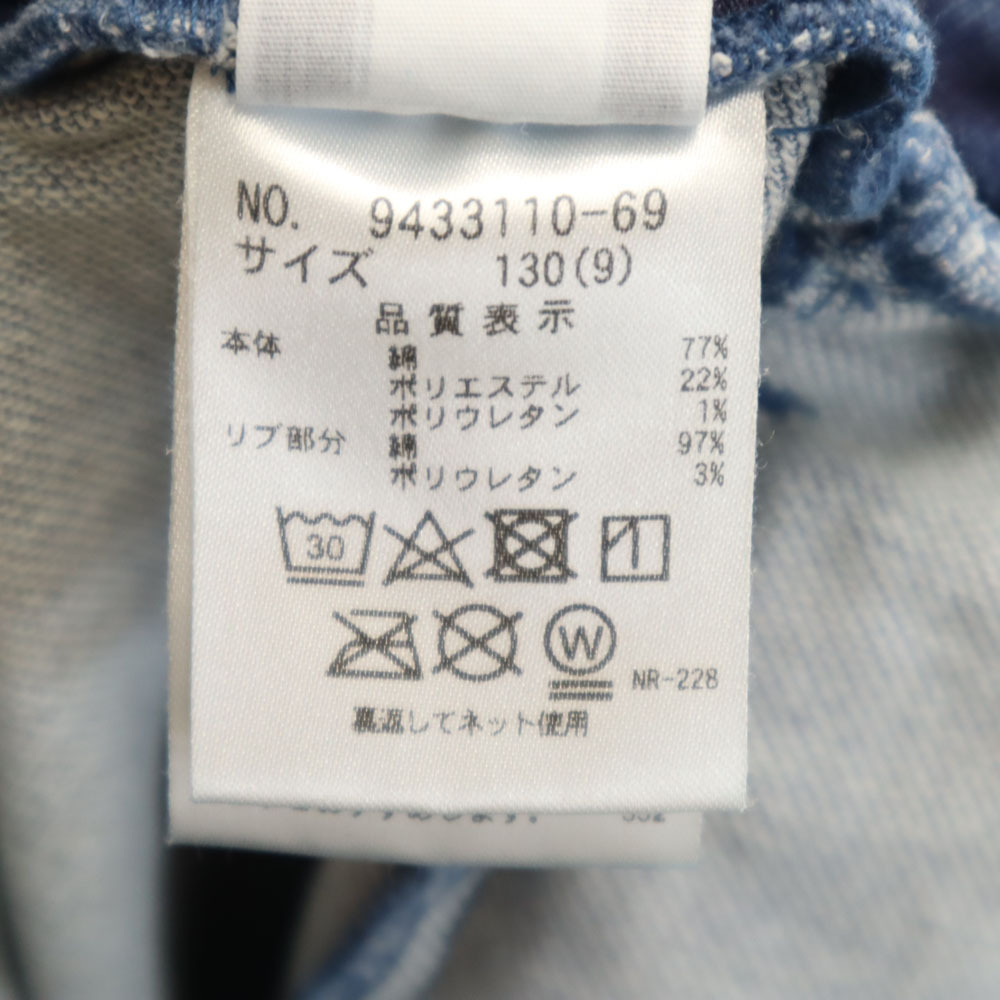 NO. 9433110-69
サイズ 130(9)
品質表示
本体 綿 77%
ポリエステル 22%
ポリウレタン 1%
リブ部分 綿 97%
ポリウレタン 3%
30
W
NR-228
裏返してネット使用